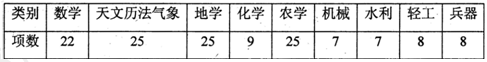 类别 数学 天文历法气象 地学 化学 农学 机械 水利 轻工 兵器
项数 22 25 25 9 25 7 7 8 8